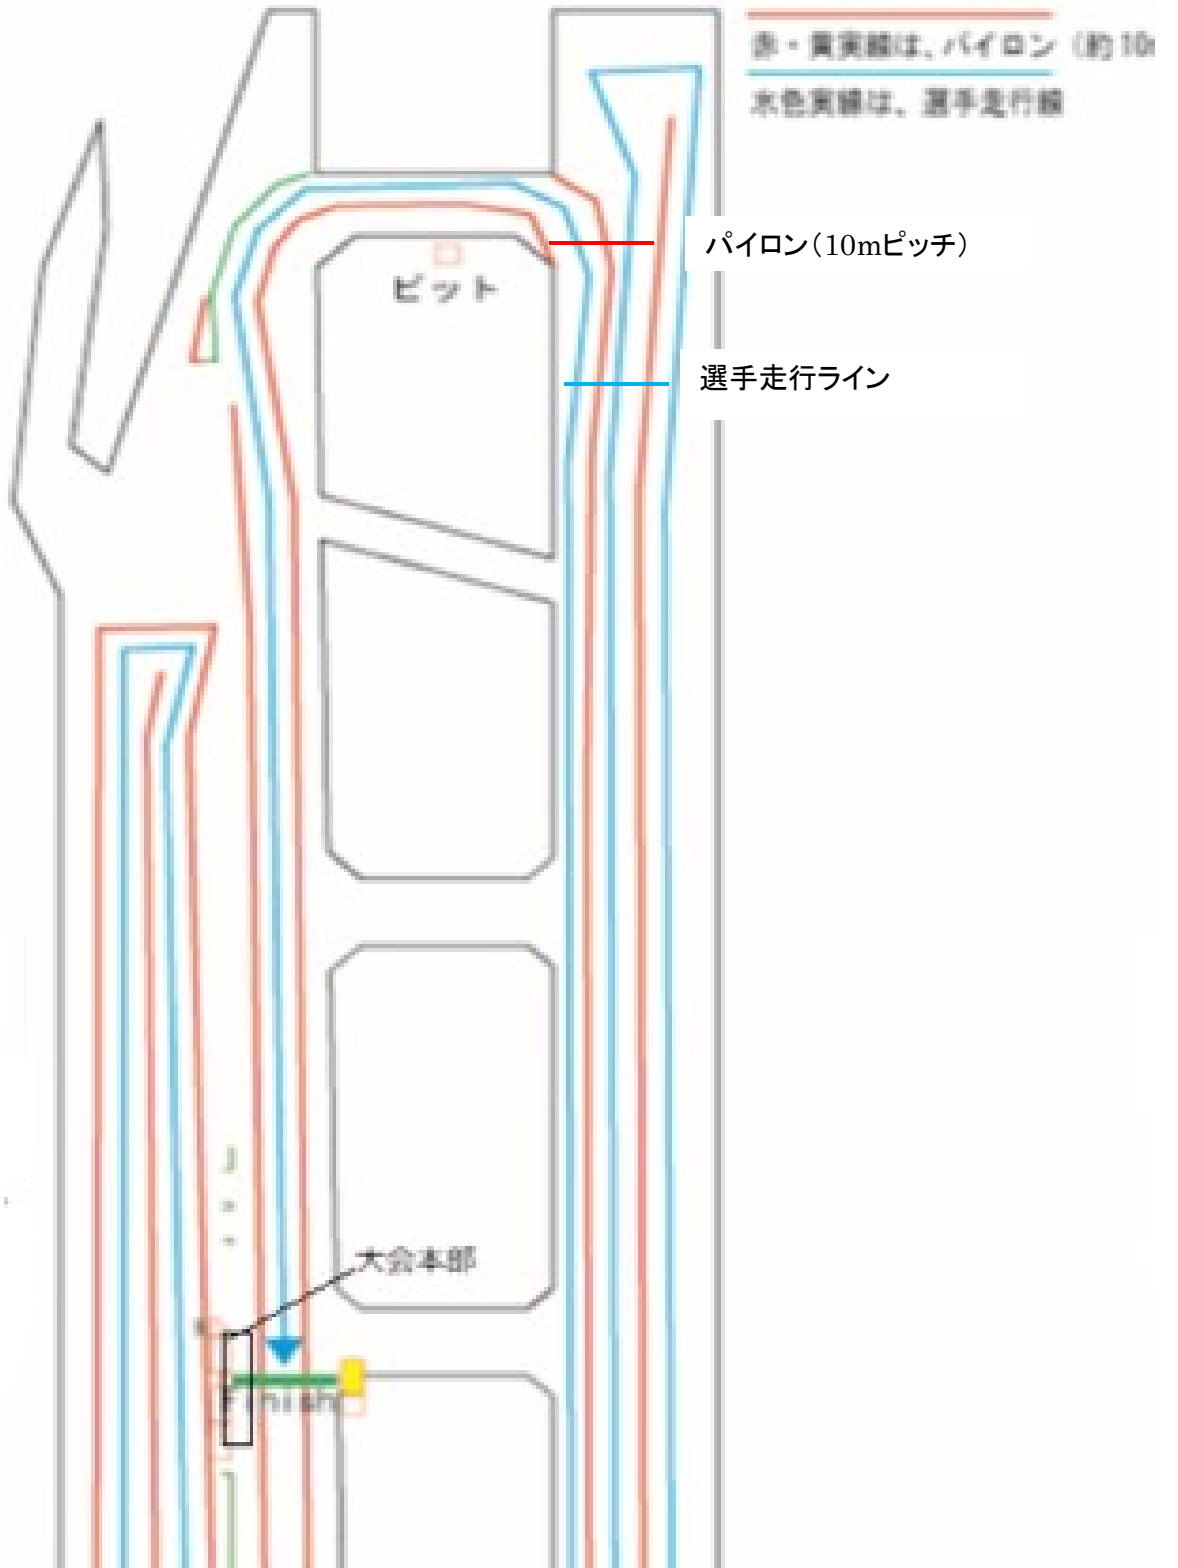 赤・黄実線は、パイロン（約10m
水色実線は、選手走行線
パイロン（10mピッチ）
ピット
選手走行ライン
大会本部
Finish